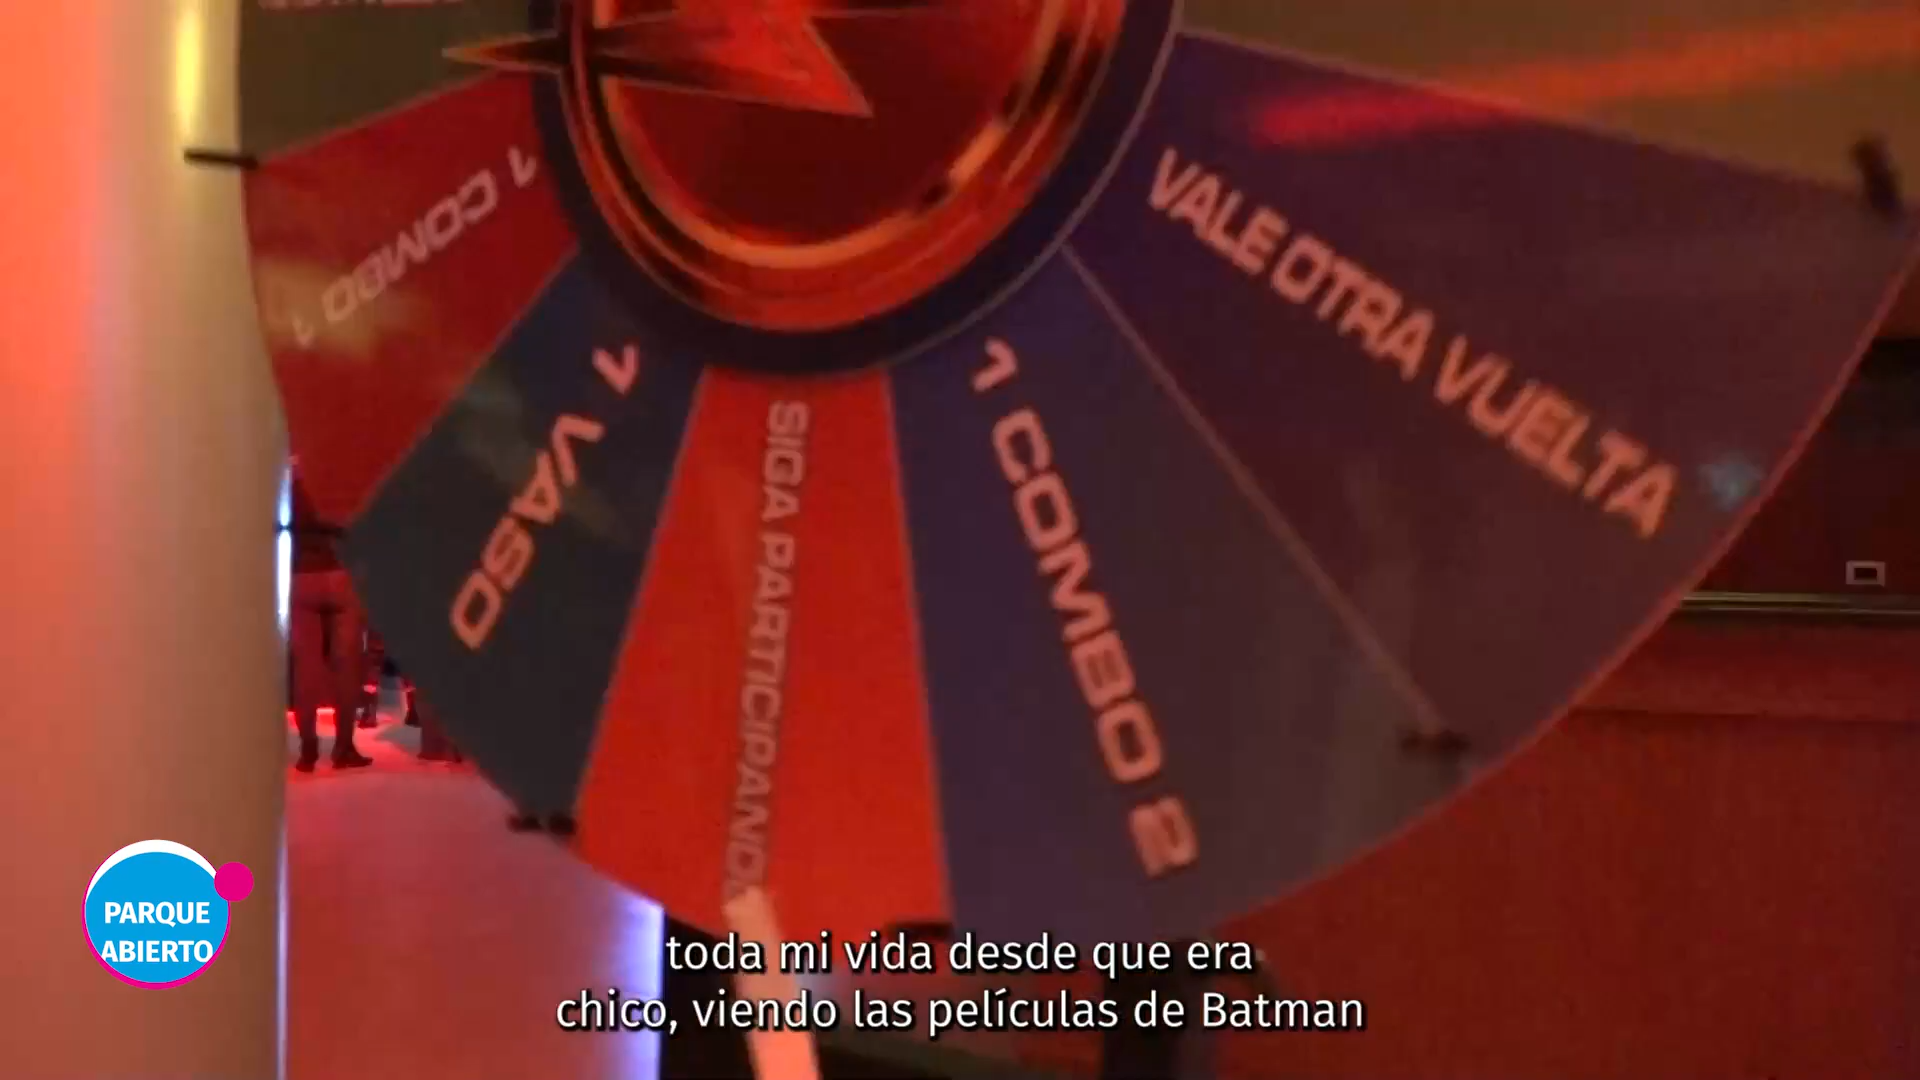 1 COMBO 1
1 VASO
SIGA PARTICIPANDO
1 COMBO 2
VALE OTRA VUELTA
PARQUE
ABIERTO
toda mi vida desde que era
chico, viendo las películas de Batman